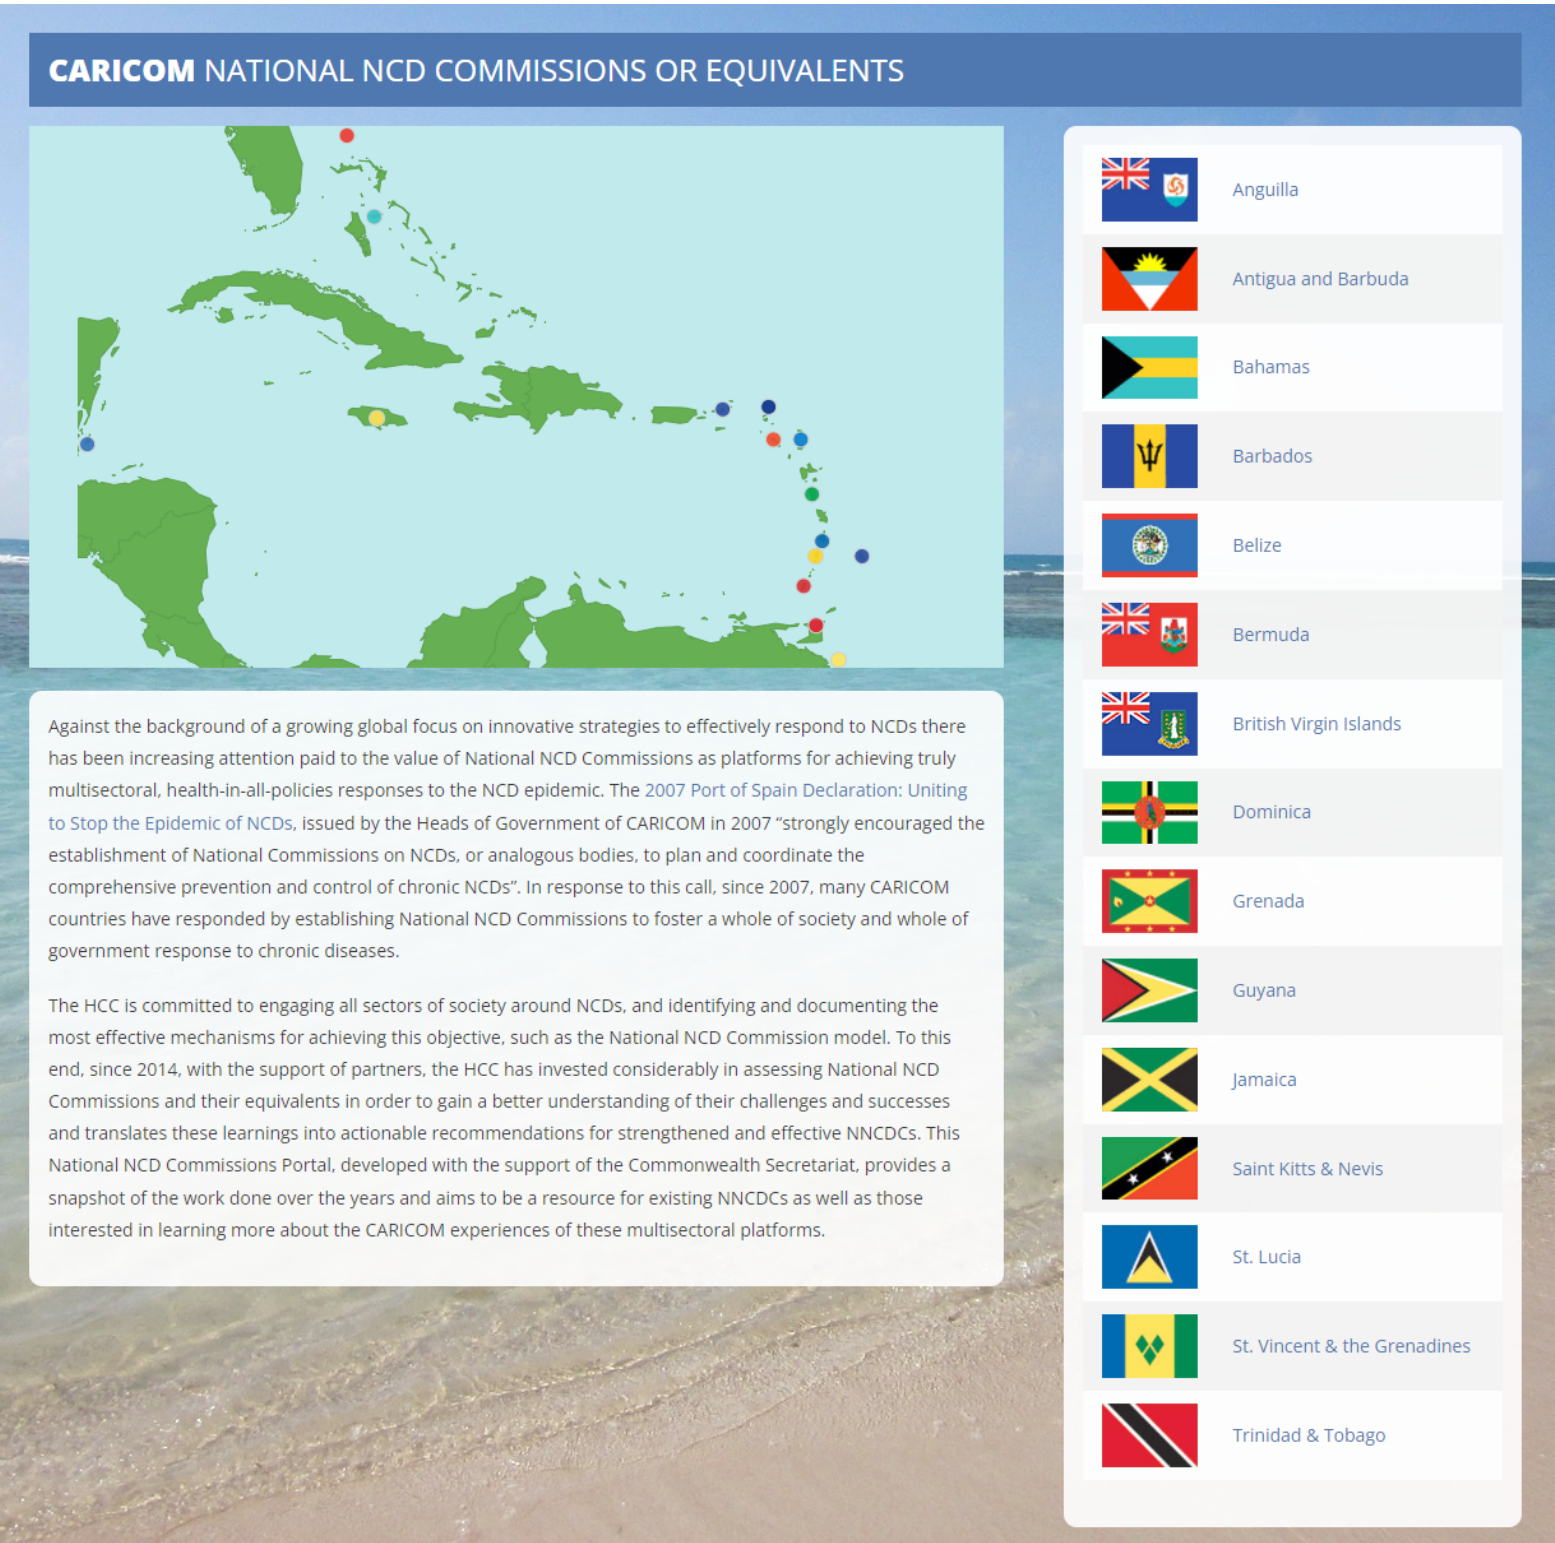 CARICOM NATIONAL NCD COMMISSIONS OR EQUIVALENTS
Against the background of a growing global focus on innovative strategies to effectively respond to NCDs there
has been increasing attention paid to the value of National NCD Commissions as platforms for achieving truly
multisectoral, health-in-all-policies responses to the NCD epidemic. The 2007 Port of Spain Declaration: Uniting
to Stop the Epidemic of NCDs, issued by the Heads of Government of CARICOM in 2007 “strongly encouraged the
establishment of National Commissions on NCDs, or analogous bodies, to plan and coordinate the
comprehensive prevention and control of chronic NCDs”. In response to this call, since 2007, many CARICOM
countries have responded by establishing National NCD Commissions to foster a whole of society and whole of
government response to chronic diseases.
The HCC is committed to engaging all sectors of society around NCDs, and identifying and documenting the
most effective mechanisms for achieving this objective, such as the National NCD Commission model. To this
end, since 2014, with the support of partners, the HCC has invested considerably in assessing National NCD
Commissions and their equivalents in order to gain a better understanding of their challenges and successes
and translates these learnings into actionable recommendations for strengthened and effective NNCDCs. This
National NCD Commissions Portal, developed with the support of the Commonwealth Secretariat, provides a
snapshot of the work done over the years and aims to be a resource for existing NNCDCs as well as those
interested in learning more about the CARICOM experiences of these multisectoral platforms.
Anguilla
Antigua and Barbuda
Bahamas
Barbados
Belize
Bermuda
British Virgin Islands
Dominica
Grenada
Guyana
Jamaica
Saint Kitts & Nevis
St. Lucia
St. Vincent & the Grenadines
Trinidad & Tobago